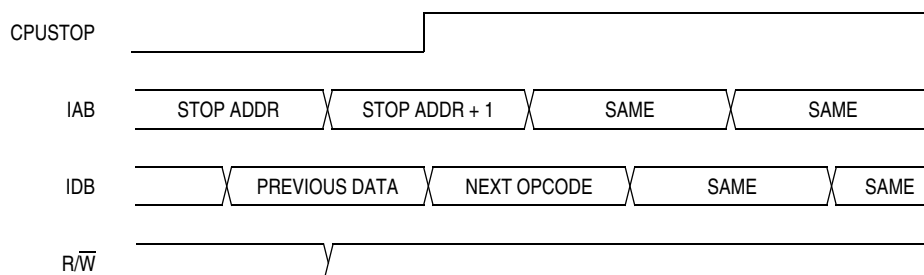 CPUSTOP
IAB STOP ADDR STOP ADDR + 1 SAME SAME
IDB PREVIOUS DATA NEXT OPCODE SAME SAME
R/W̅